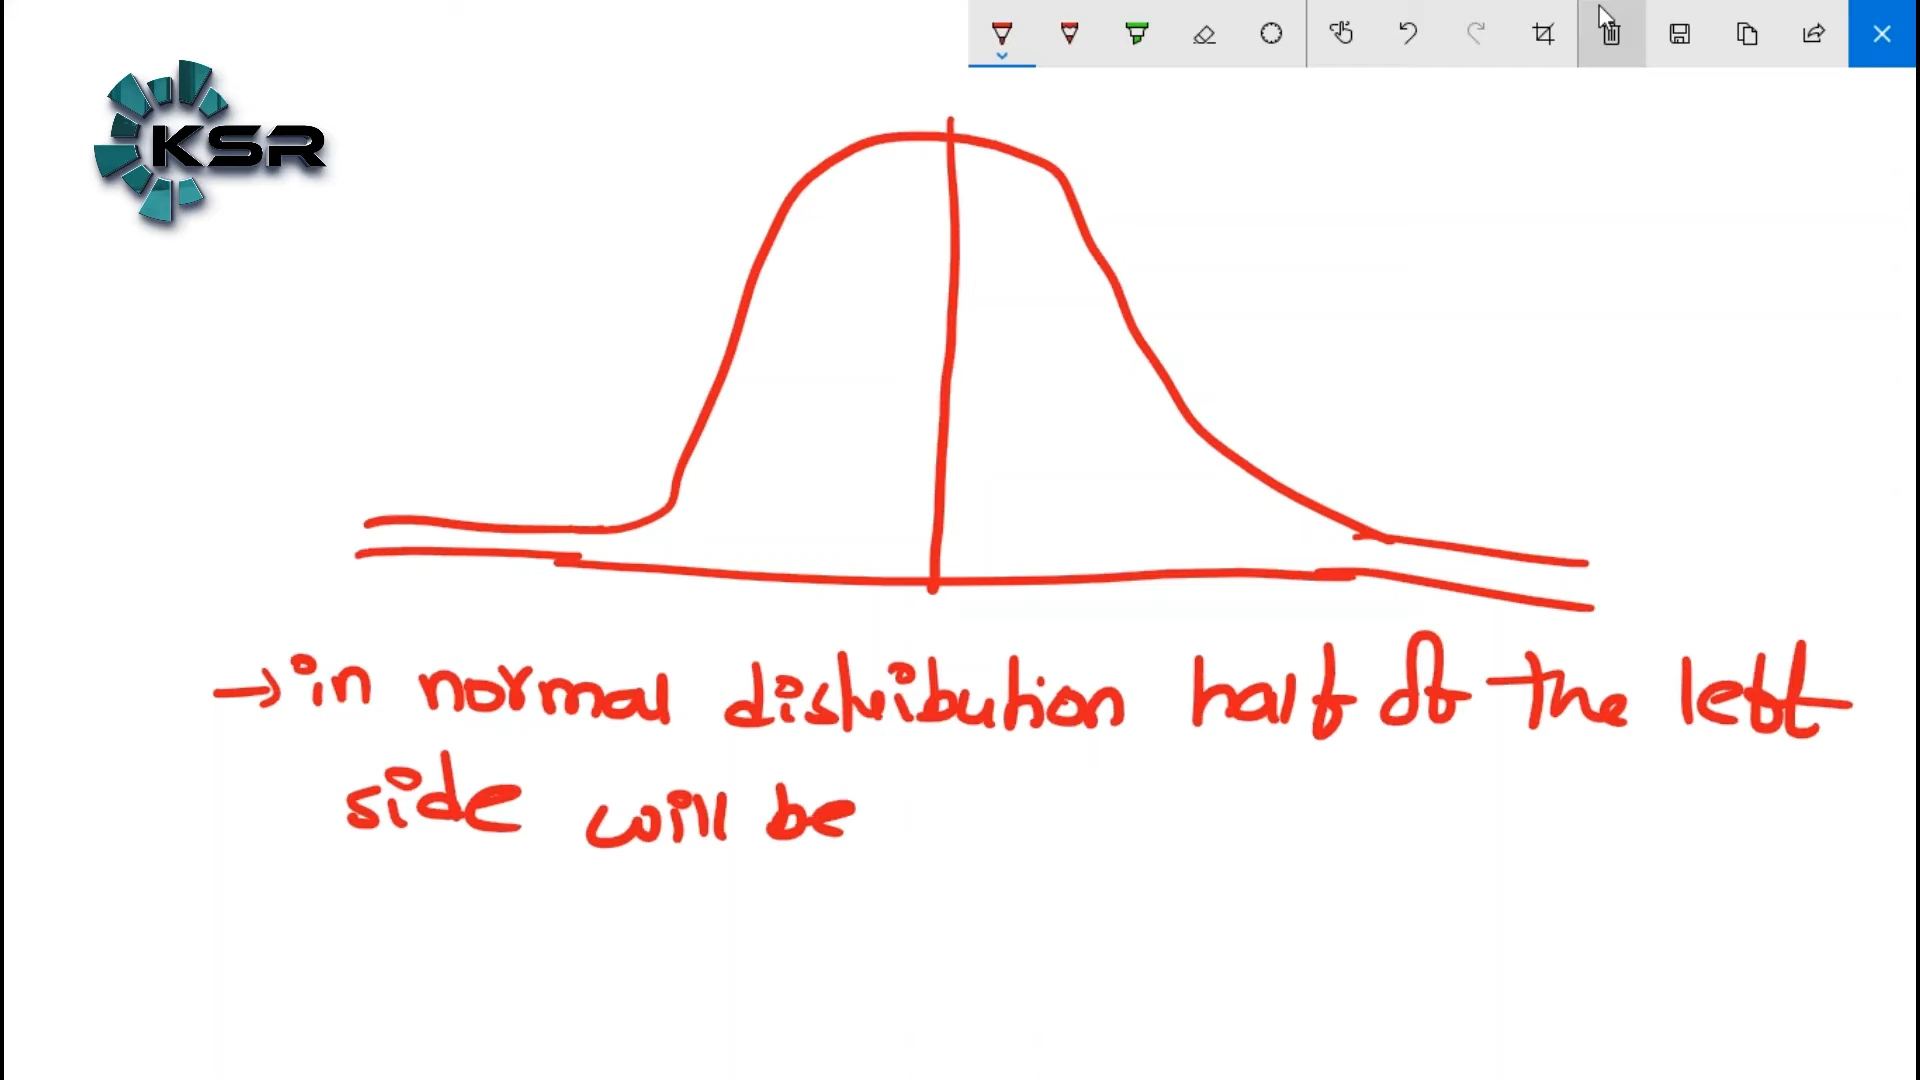 KSR
→ in normal distribution half of the left
side will be